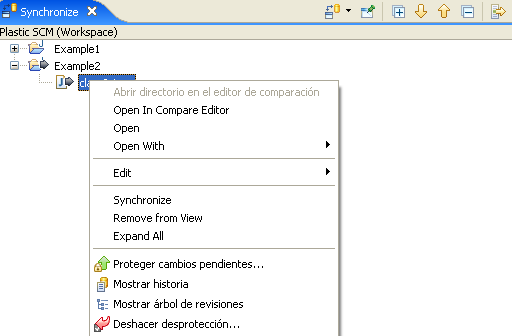 Synchronize
Plastic SCM (Workspace)
Example1
Example2
Abrir directorio en el editor de comparación
Open In Compare Editor
Open
Open With
Edit
Synchronize
Remove from View
Expand All
Proteger cambios pendientes...
Mostrar historia
Mostrar árbol de revisiones
Deshacer desprotección...